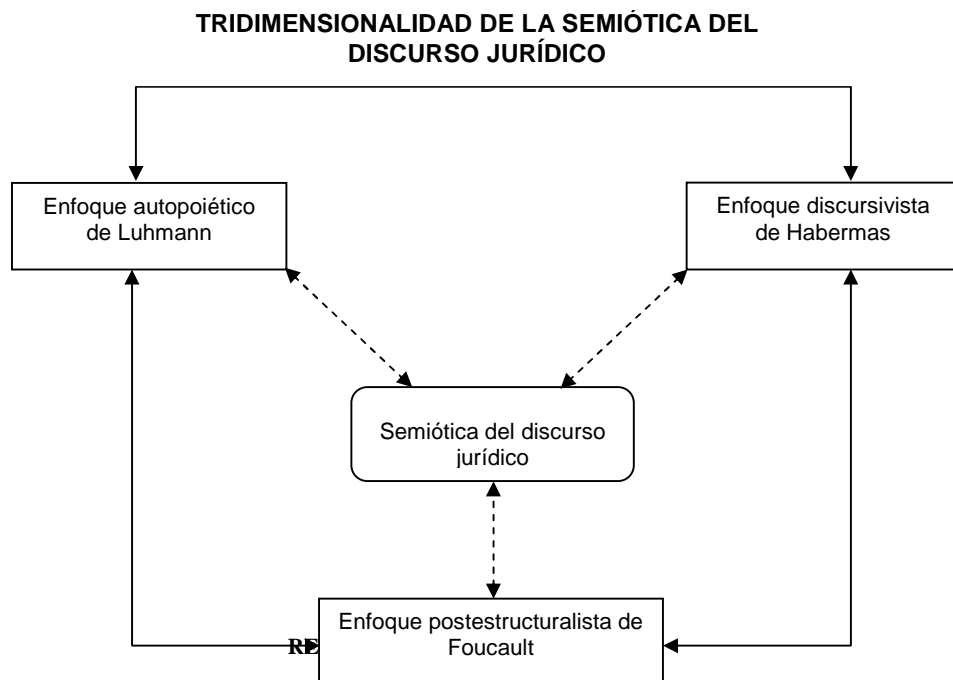 TRIDIMENSIONALIDAD DE LA SEMIÓTICA DEL
DISCURSO JURÍDICO
Enfoque autopoiético
de Luhmann
Enfoque discursivista
de Habermas
Semiótica del discurso
jurídico
Enfoque postestructuralista de
Foucault
RE